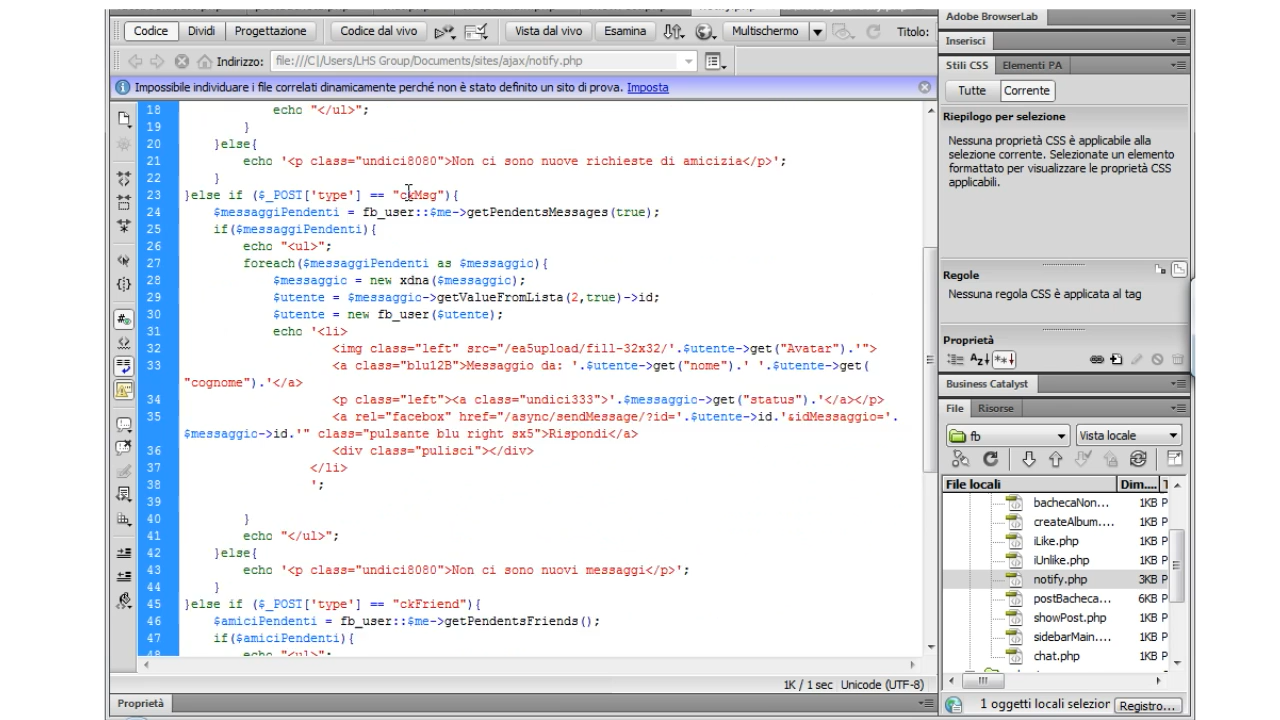 Codice Dividi Progettazione Codice dal vivo Vista dal vivo Esamina Multischermo Titolo:
Indirizzo: file:///C|/Users/LHS Group/Documents/sites/ajax/notify.php
Impossibile individuare i file correlati dinamicamente perché non è stato definito un sito di prova. Imposta
18 echo "</ul>";
19 }
20 }else{
21 echo '<p class="undici8080">Non ci sono nuove richieste di amicizia</p>';
22 }
23 }else if ($_POST['type'] == "ckMsg"){
24 $messaggiPendenti = fb_user::$me->getPendentsMessages(true);
25 if($messaggiPendenti){
26 echo "<ul>";
27 foreach($messaggiPendenti as $messaggio){
28 $messaggio = new xdna($messaggio);
29 $utente = $messaggio->getValueFromLista(2,true)->id;
30 $utente = new fb_user($utente);
31 echo '<li>
32 <img class="left" src="/ea5upload/fill-32x32/'.$utente->get("Avatar").'">
33 <a class="blu12B">Messaggio da: '.$utente->get("nome").' '.$utente->get(
"cognome").'</a>
34 <p class="left"><a class="undici333">'.$messaggio->get("status").'</a></p>
35 <a rel="facebox" href="/async/sendMessage/?id='.$utente->id.'&idMessaggio='.
$messaggio->id.'" class="pulsante blu right sx5">Rispondi</a>
36 <div class="pulisci"></div>
37 </li>
38 ';
39
40 }
41 echo "</ul>";
42 }else{
43 echo '<p class="undici8080">Non ci sono nuovi messaggi</p>';
44 }
45 }else if ($_POST['type'] == "ckFriend"){
46 $amiciPendenti = fb_user::$me->getPendentsFriends();
47 if($amiciPendenti){
48 echo "<ul>";
1K / 1 sec Unicode (UTF-8)
Proprietà
Adobe BrowserLab
Inserisci
Stili CSS Elementi PA
Tutte Corrente
Riepilogo per selezione
Nessuna proprietà CSS è applicabile alla
selezione corrente. Selezionate un elemento
formattato per visualizzare le proprietà CSS
applicabili.
Regole
Nessuna regola CSS è applicata al tag
Proprietà
Business Catalyst
File Risorse
fb Vista locale
File locali Dim....
bachecaNon... 1KB P
createAlbum.... 1KB P
iLike.php 1KB P
iUnlike.php 1KB P
notify.php 3KB P
postBacheca... 6KB P
showPost.php 1KB P
sidebarMain.... 1KB P
chat.php 1KB P
1 oggetti locali selezior Registro...